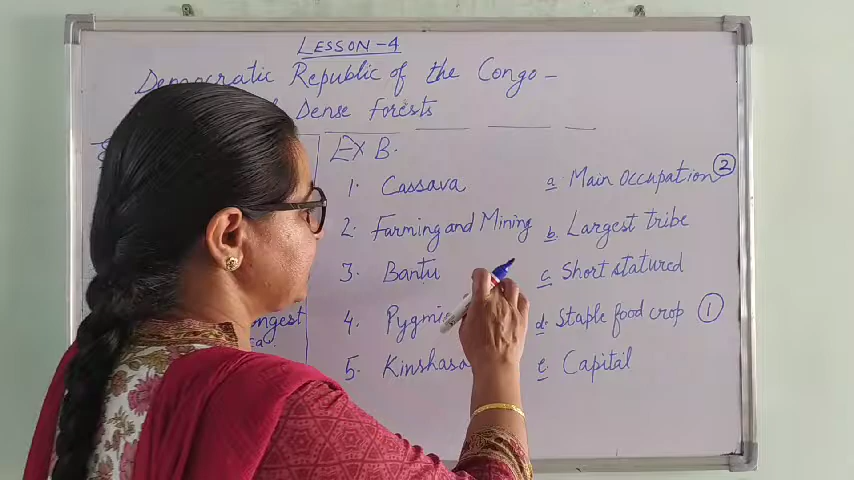 LESSON-4
Democratic Republic of the Congo-
Dense Forests
Ex B.
1. Cassava a. Main Occupation ②
2. Farming and Mining b. Largest tribe
3. Bantu c. Short statured
4. d. Staple food crop ①
5. Kinshasa e. Capital